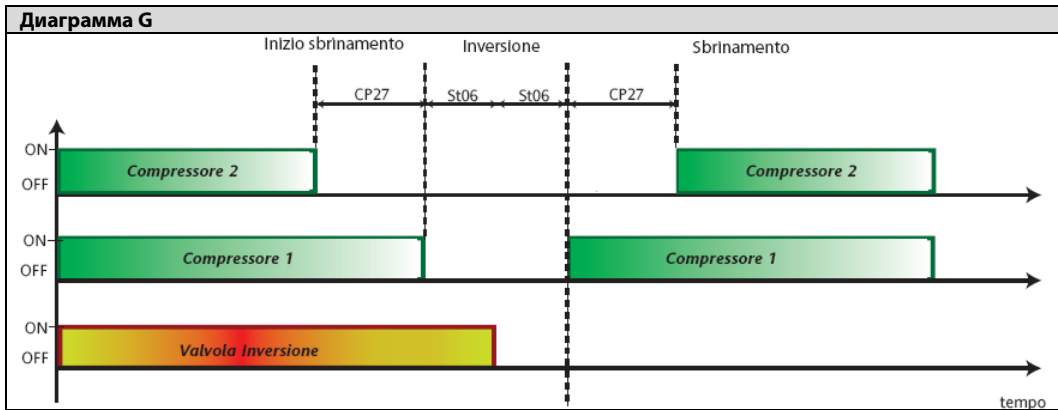 Диаграмма G
Inizio sbrinamento Inversione Sbrinamento
CP27 St06 St06 CP27
ON
Compressore 2 Compressore 2
OFF
ON
Compressore 1 Compressore 1
OFF
ON
Valvola Inversione
OFF
tempo